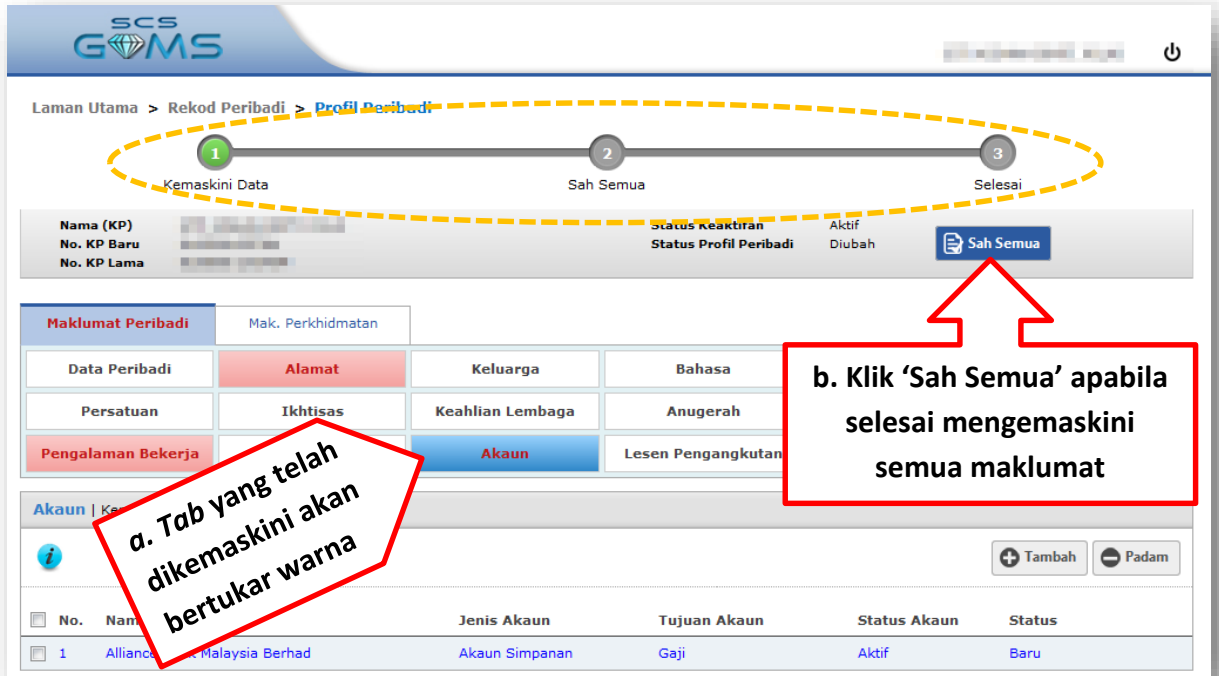 SCS
GEMS
Laman Utama > Rekod Peribadi > Profil Peribadi
1 2 3
Kemaskini Data Sah Semua Selesai
Nama (KP) Status Keaktifan Aktif
No. KP Baru Status Profil Peribadi Diubah Sah Semua
No. KP Lama
Maklumat Peribadi Mak. Perkhidmatan
Data Peribadi Alamat Keluarga Bahasa
Persatuan Ikhtisas Keahlian Lembaga Anugerah
Pengalaman Bekerja Akaun Lesen Pengangkutan
b. Klik ‘Sah Semua’ apabila
selesai mengemaskini
semua maklumat
a. Tab yang telah
dikemaskini akan
bertukar warna
Akaun |
i Tambah Padam
No. Jenis Akaun Tujuan Akaun Status Akaun Status
1 Alliance Malaysia Berhad Akaun Simpanan Gaji Aktif Baru